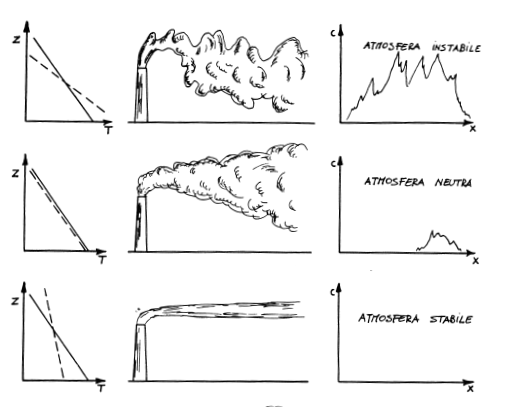 Z
T
C
ATMOSFERA INSTABILE
X
Z
T
C
ATMOSFERA NEUTRA
X
Z
T
C
ATMOSFERA STABILE
X